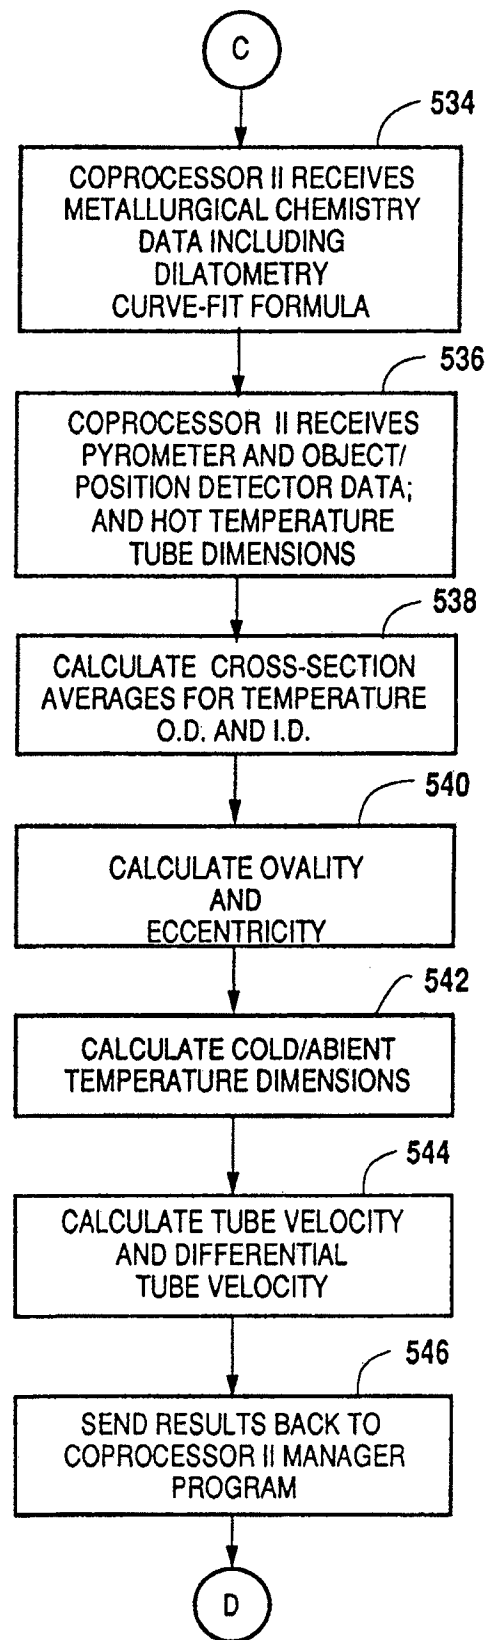 C
534
COPROCESSOR II RECEIVES
METALLURGICAL CHEMISTRY
DATA INCLUDING
DILATOMETRY
CURVE-FIT FORMULA
536
COPROCESSOR II RECEIVES
PYROMETER AND OBJECT/
POSITION DETECTOR DATA;
AND HOT TEMPERATURE
TUBE DIMENSIONS
538
CALCULATE CROSS-SECTION
AVERAGES FOR TEMPERATURE
O.D. AND I.D.
540
CALCULATE OVALITY
AND
ECCENTRICITY
542
CALCULATE COLD/ABIENT
TEMPERATURE DIMENSIONS
544
CALCULATE TUBE VELOCITY
AND DIFFERENTIAL
TUBE VELOCITY
546
SEND RESULTS BACK TO
COPROCESSOR II MANAGER
PROGRAM
D